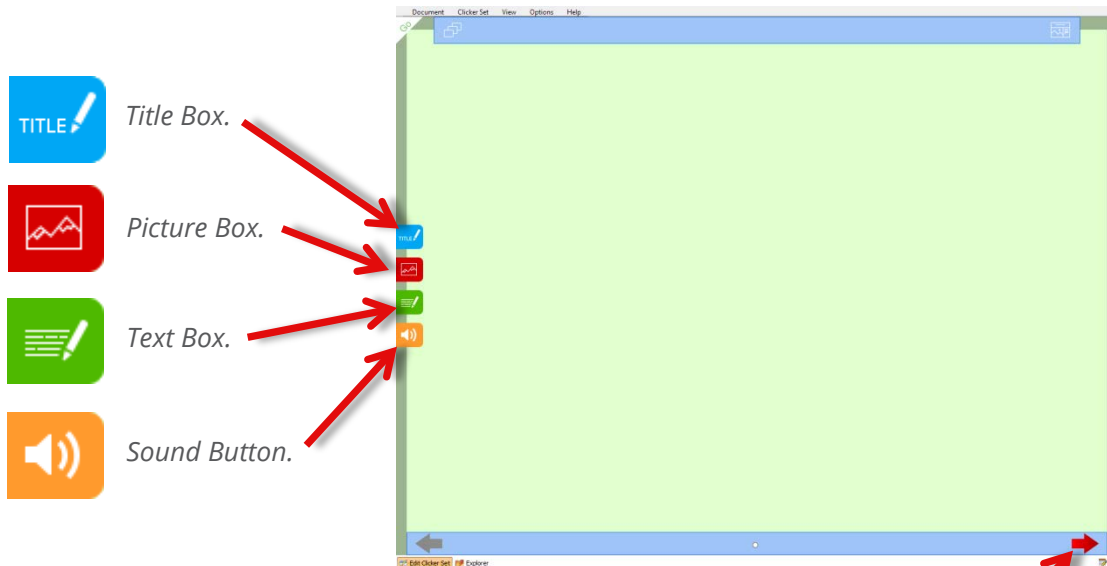 Document Clicker Set View Options Help
TITLE
Title Box.
Picture Box.
TITLE
Text Box.
Sound Button.
Edit Clicker Set Explorer